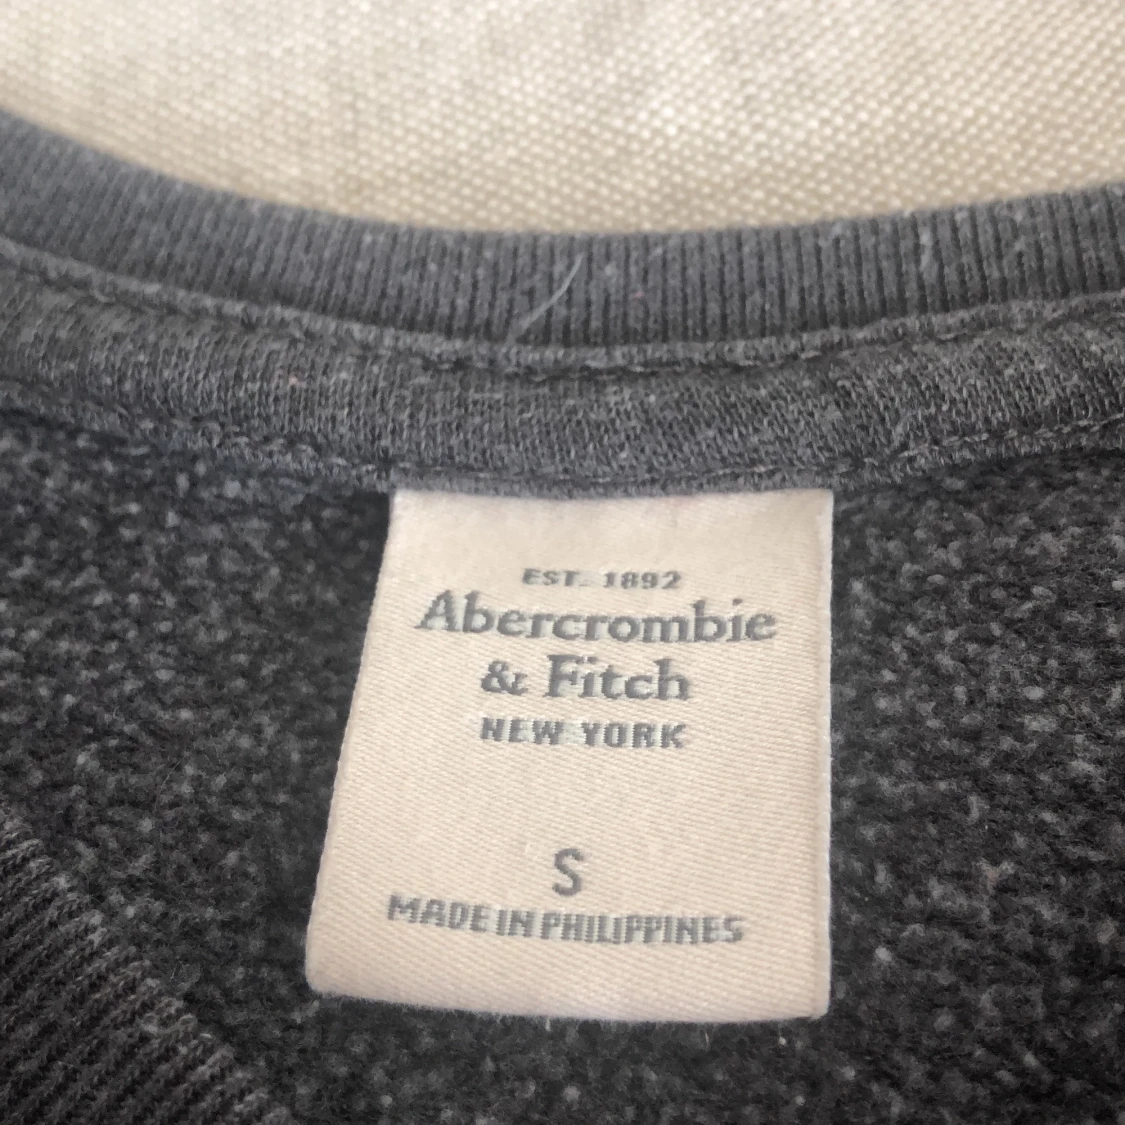 EST. 1892
Abercrombie
& Fitch
NEW YORK
S
MADE IN PHILIPPINES